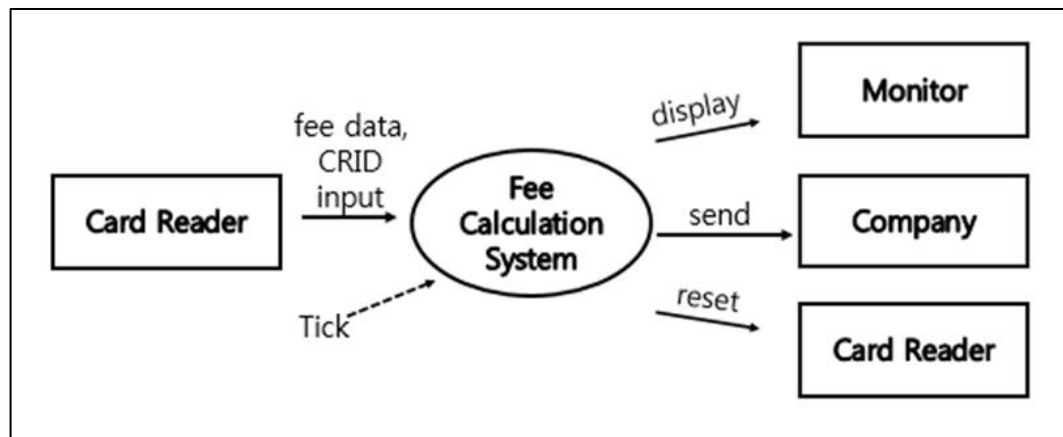 Card Reader
fee data,
CRID
input
Tick
Fee
Calculation
System
display
send
reset
Monitor
Company
Card Reader